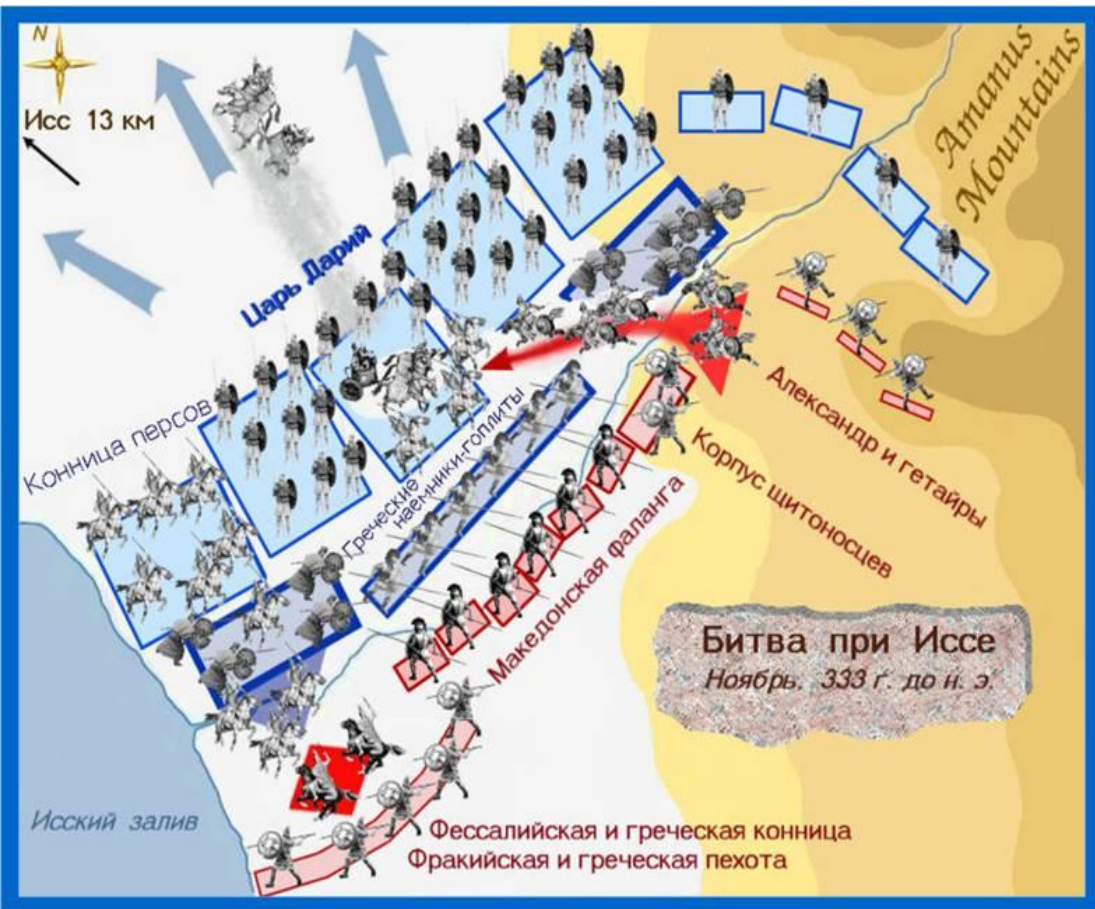 N
Исс 13 км
Amanus
Mountains
Царь Дарий
Конница персов
Греческие
наемники-гоплиты
Александр и гетайры
Корпус щитоносцев
Македонская фаланга
Битва при Иссе
Ноябрь, 333 г. до н. э.
Исский залив
Фессалийская и греческая конница
Фракийская и греческая пехота